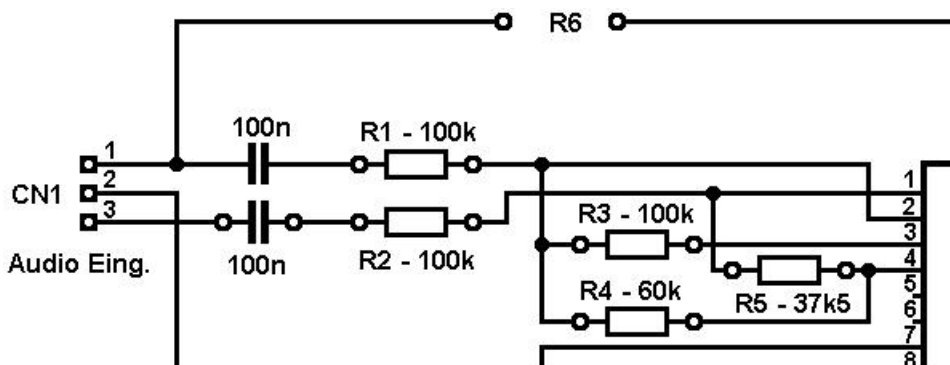 R6
100n
R1 - 100k
1
CN1
2
3
Audio Eing.
100n
R2 - 100k
R3 - 100k
R4 - 60k
R5 - 37k5
1
2
3
4
5
6
7
8